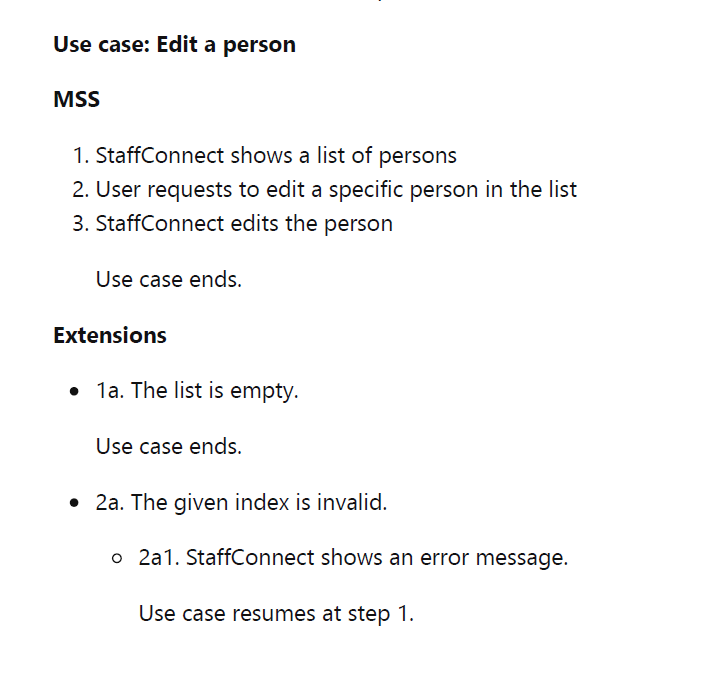 Use case: Edit a person
MSS
1. StaffConnect shows a list of persons
2. User requests to edit a specific person in the list
3. StaffConnect edits the person
Use case ends.
Extensions
• 1a. The list is empty.
Use case ends.
• 2a. The given index is invalid.
○ 2a1. StaffConnect shows an error message.
Use case resumes at step 1.